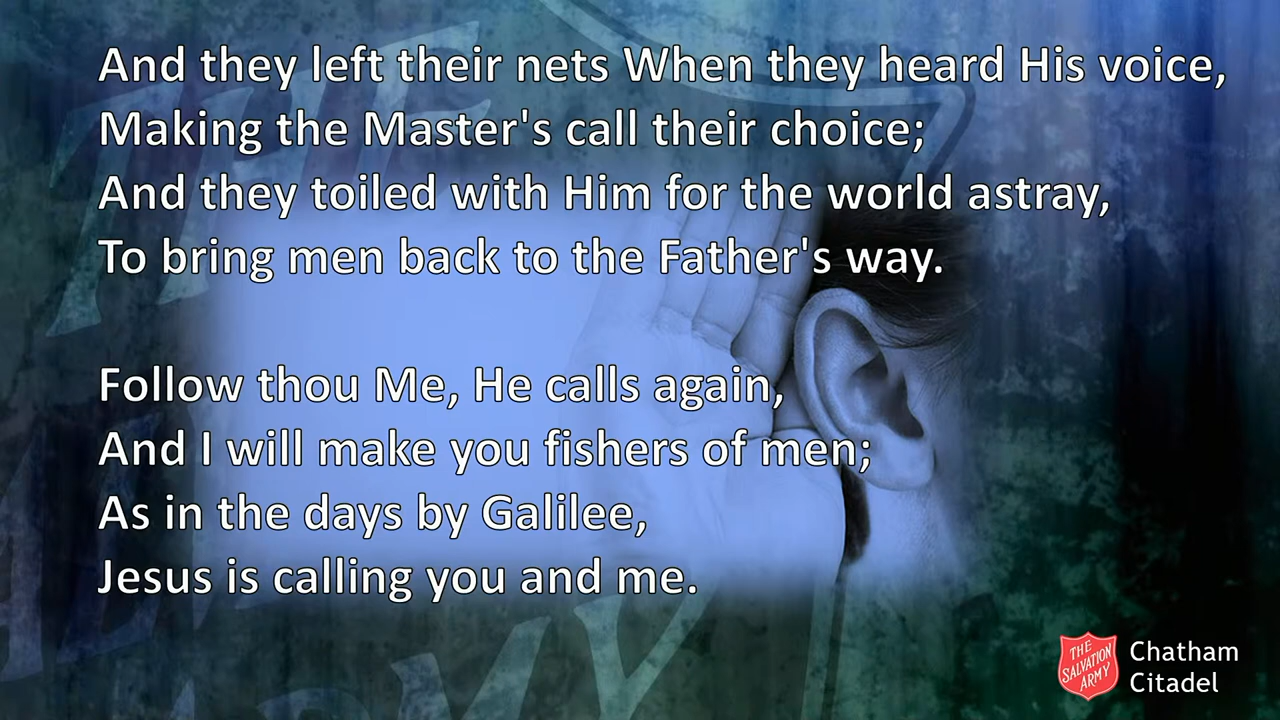 And they left their nets When they heard His voice,
Making the Master's call their choice;
And they toiled with Him for the world astray,
To bring men back to the Father's way.
Follow thou Me, He calls again,
And I will make you fishers of men;
As in the days by Galilee,
Jesus is calling you and me.
THE
SALVATION
ARMY
Chatham
Citadel